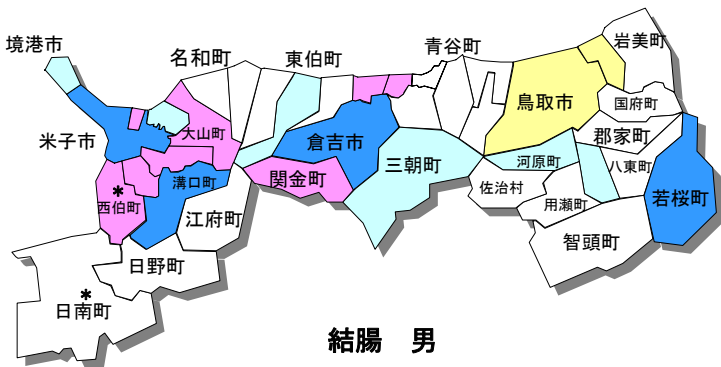 境港市
名和町
東伯町
青谷町
岩美町
鳥取市
国府町
米子市
大山町
倉吉市
郡家町
三朝町
河原町
八東町
関金町
溝口町
佐治村
若桜町
*
西伯町
江府町
用瀬町
智頭町
日野町
*
日南町
結腸　男